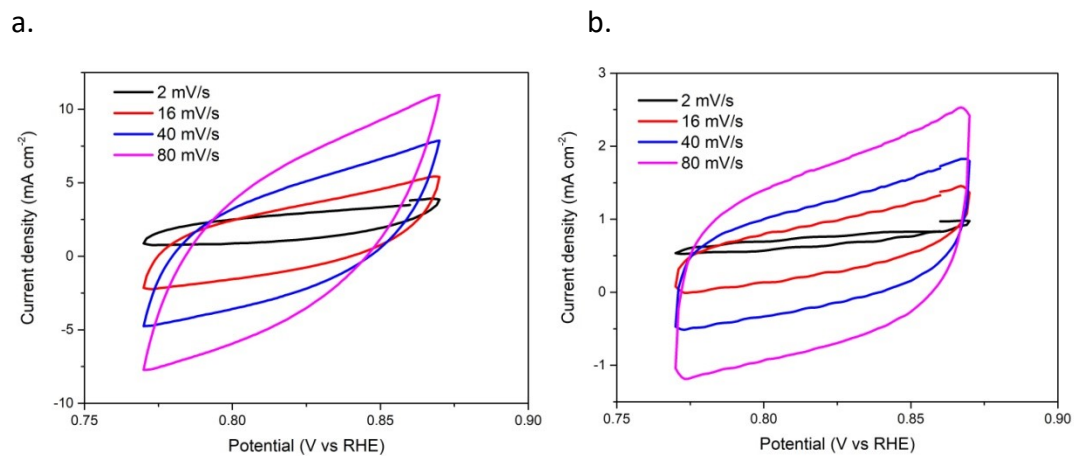 a.
b.
2 mV/s
16 mV/s
40 mV/s
80 mV/s
10
5
0
-5
-10
0.75
0.80
0.85
0.90
Current density (mA cm-2)
Potential (V vs RHE)
2 mV/s
16 mV/s
40 mV/s
80 mV/s
3
2
1
0
-1
0.75
0.80
0.85
0.90
Current density (mA cm-2)
Potential (V vs RHE)